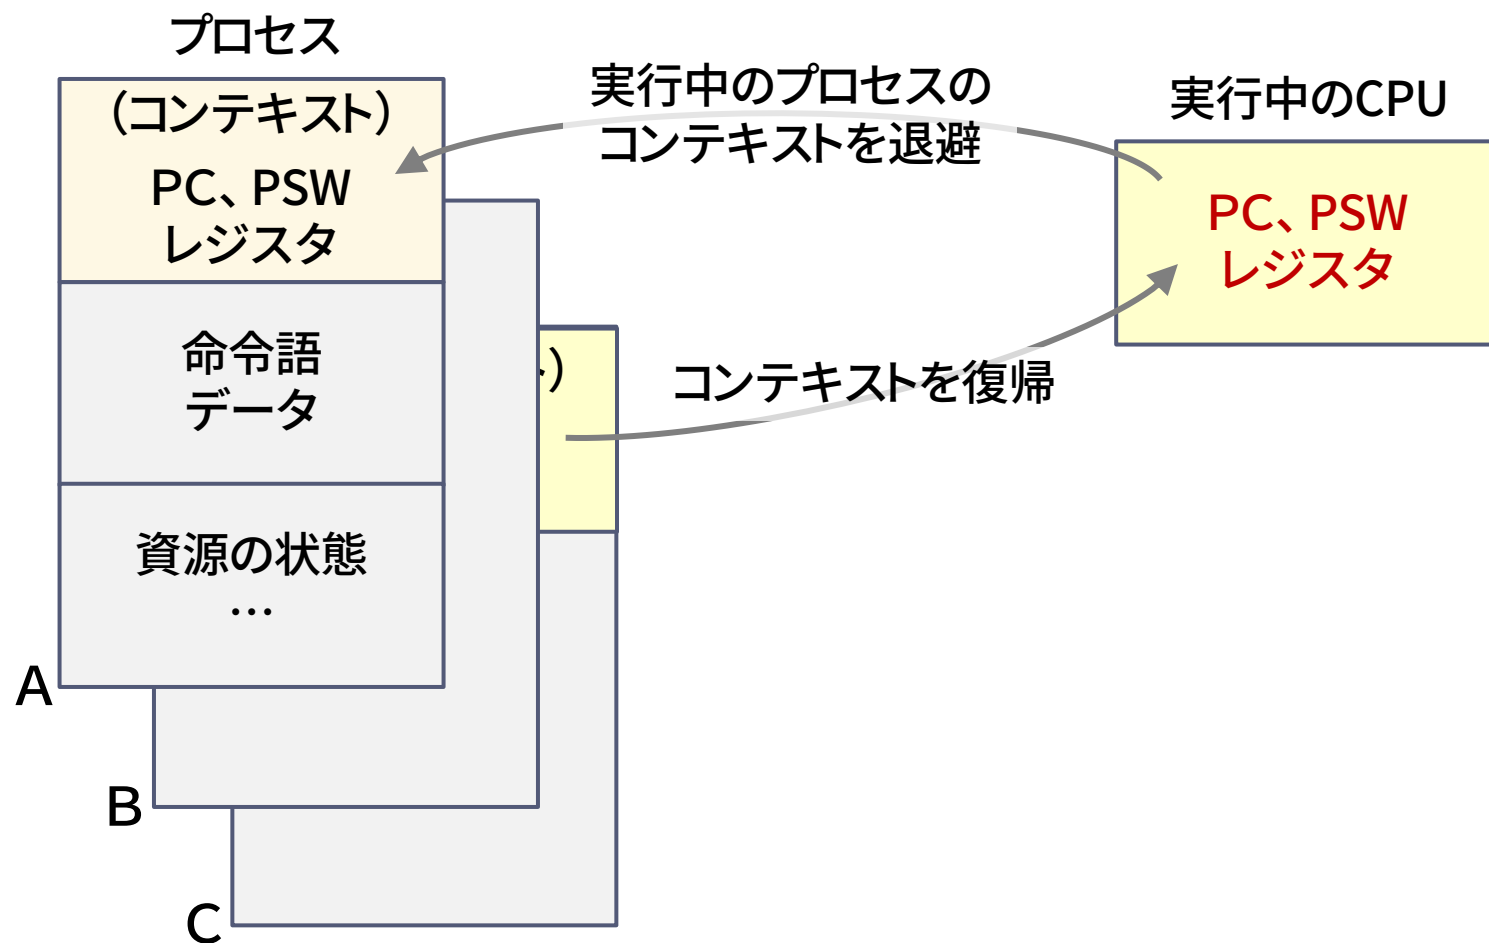 プロセス
（コンテキスト）
PC、PSW
レジスタ
命令語
データ
資源の状態
…
A
B
C
ト）
実行中のプロセスの
コンテキストを退避
コンテキストを復帰
実行中のCPU
PC、PSW
レジスタ